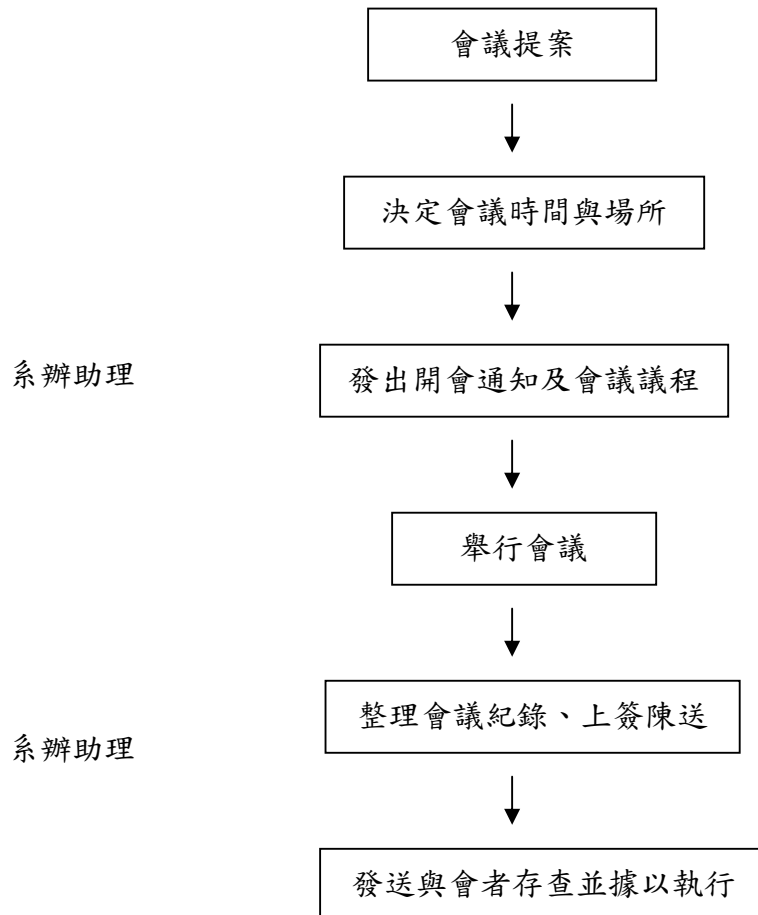 會議提案
決定會議時間與場所
系辦助理
發出開會通知及會議議程
舉行會議
整理會議紀錄、上簽陳送
系辦助理
發送與會者存查並據以執行